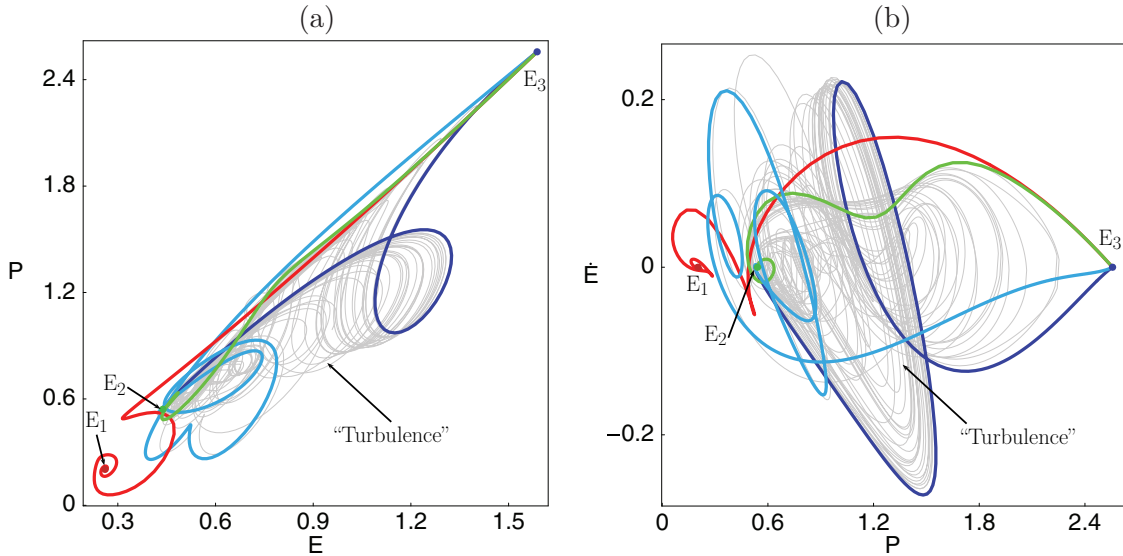 (a)
P
2.4
1.8
1.2
0.6
0
0.3
0.6
0.9
1.2
1.5
E
E3
E2
E1
“Turbulence”
(b)
Ė
0.2
0
−0.2
0
0.6
1.2
1.8
2.4
P
E3
E1
E2
“Turbulence”